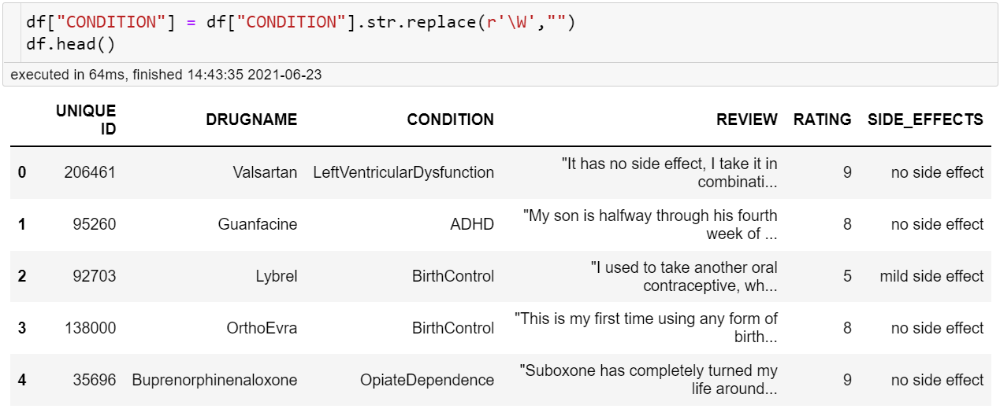 df["CONDITION"] = df["CONDITION"].str.replace(r'\W',"")
df.head()
executed in 64ms, finished 14:43:35 2021-06-23
UNIQUE ID DRUGNAME CONDITION REVIEW RATING SIDE_EFFECTS
0 206461 Valsartan LeftVentricularDysfunction "It has no side effect, I take it in combinati... 9 no side effect
1 95260 Guanfacine ADHD "My son is halfway through his fourth week of ... 8 no side effect
2 92703 Lybrel BirthControl "I used to take another oral contraceptive, wh... 5 mild side effect
3 138000 OrthoEvra BirthControl "This is my first time using any form of birth... 8 no side effect
4 35696 Buprenorphinenaloxone OpiateDependence "Suboxone has completely turned my life around... 9 no side effect